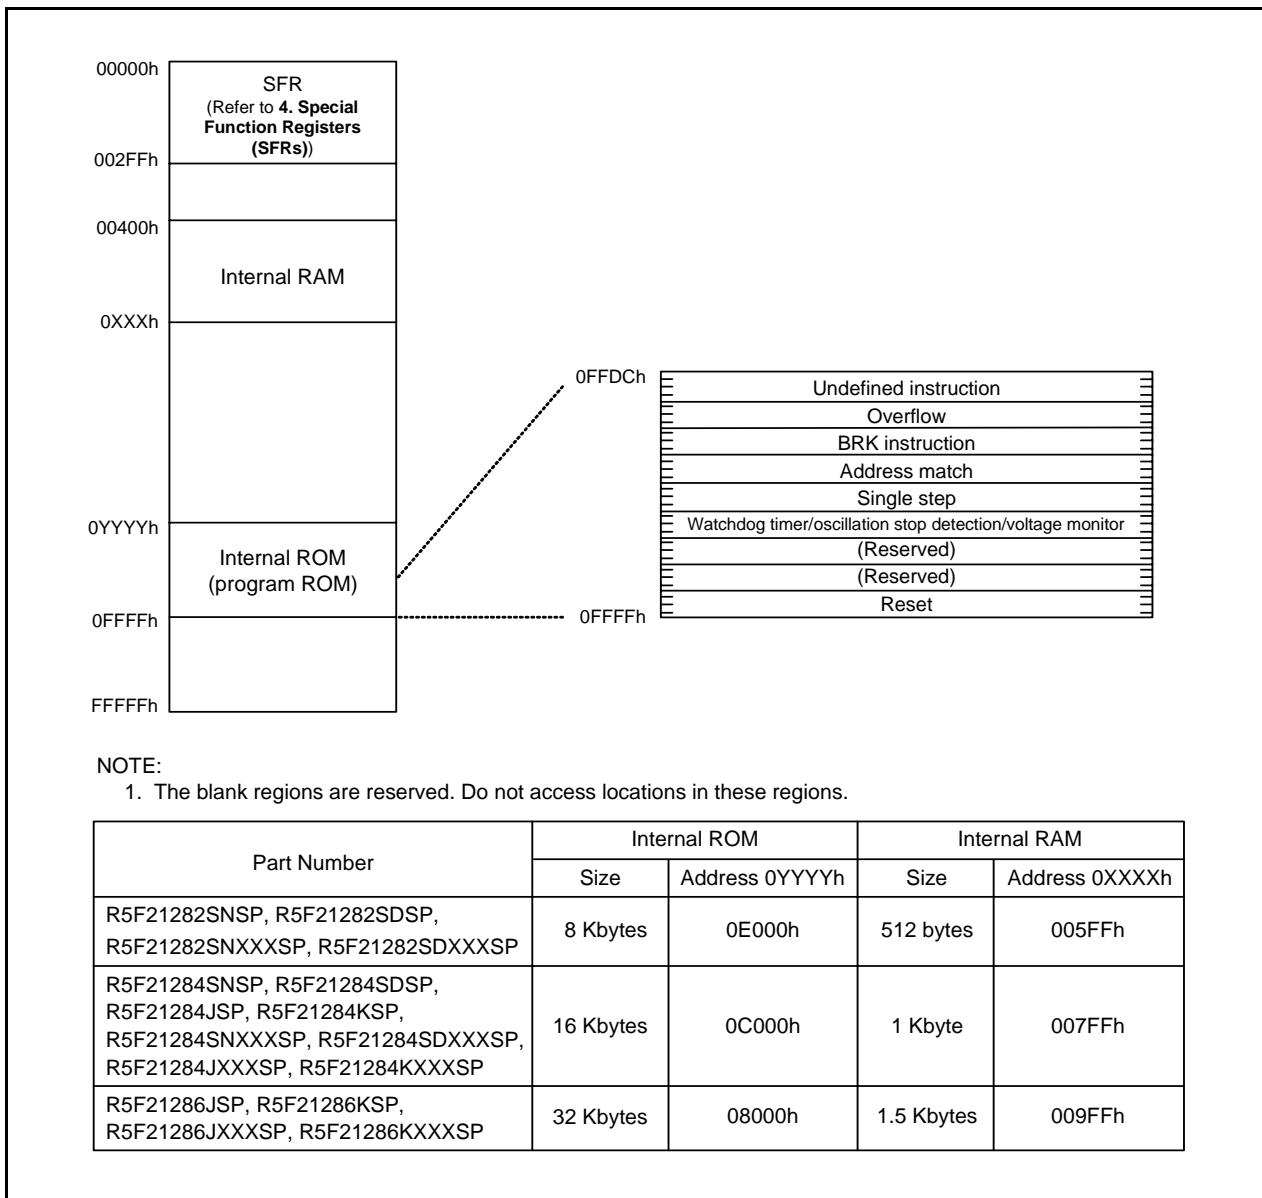 00000h
SFR
(Refer to 4. Special
Function Registers
(SFRs))
002FFh
00400h
Internal RAM
0XXXh
0YYYYh
Internal ROM
(program ROM)
0FFFFh
FFFFFh
0FFDCh
Undefined instruction
Overflow
BRK instruction
Address match
Single step
Watchdog timer/oscillation stop detection/voltage monitor
(Reserved)
(Reserved)
Reset
0FFFFh
NOTE:
1. The blank regions are reserved. Do not access locations in these regions.
Part Number
Internal ROM
Internal RAM
Size
Address 0YYYYh
Size
Address 0XXXXh
R5F21282SNSP, R5F21282SDSP,
R5F21282SNXXXSP, R5F21282SDXXXSP
8 Kbytes
0E000h
512 bytes
005FFh
R5F21284SNSP, R5F21284SDSP,
R5F21284JSP, R5F21284KSP,
R5F21284SNXXXSP, R5F21284SDXXXSP,
R5F21284JXXXSP, R5F21284KXXXSP
16 Kbytes
0C000h
1 Kbyte
007FFh
R5F21286JSP, R5F21286KSP,
R5F21286JXXXSP, R5F21286KXXXSP
32 Kbytes
08000h
1.5 Kbytes
009FFh